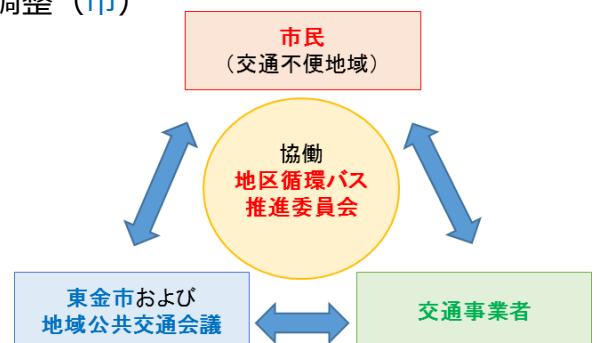 調整（市）
市民
（交通不便地域）
協働
地区循環バス
推進委員会
東金市および
地域公共交通会議
交通事業者